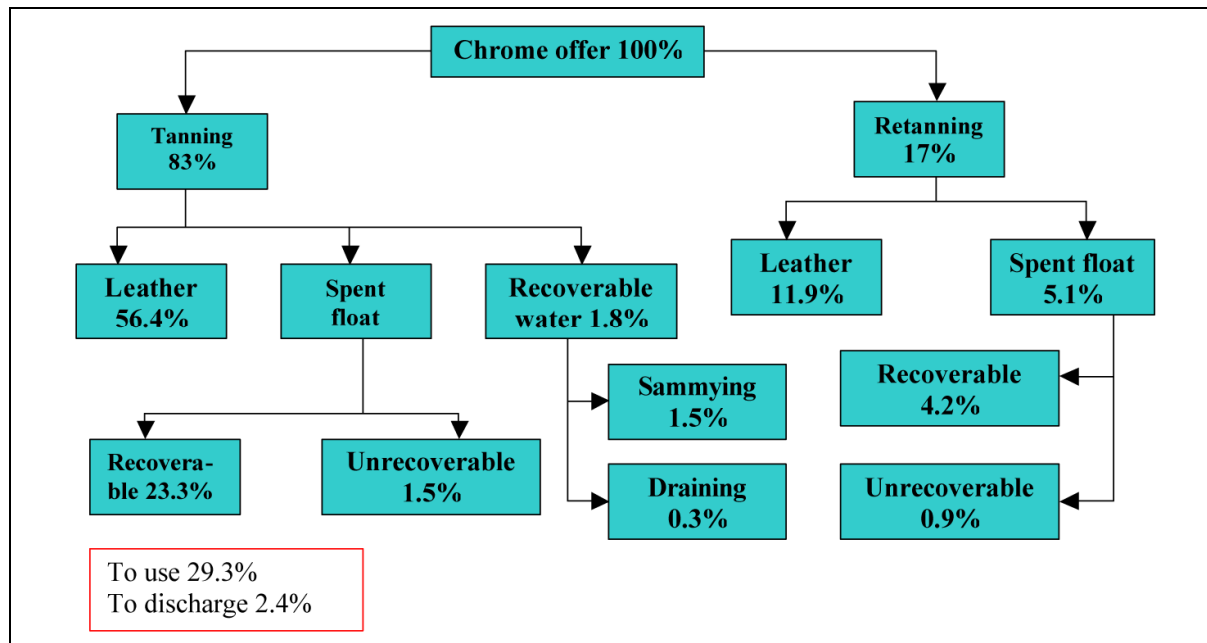 Chrome offer 100%
Tanning
83%
Retanning
17%
Leather
56.4%
Spent
float
Recoverable
water 1.8%
Leather
11.9%
Spent float
5.1%
Sammying
1.5%
Recoverable
4.2%
Recovera-
ble 23.3%
Unrecoverable
1.5%
Draining
0.3%
Unrecoverable
0.9%
To use 29.3%
To discharge 2.4%